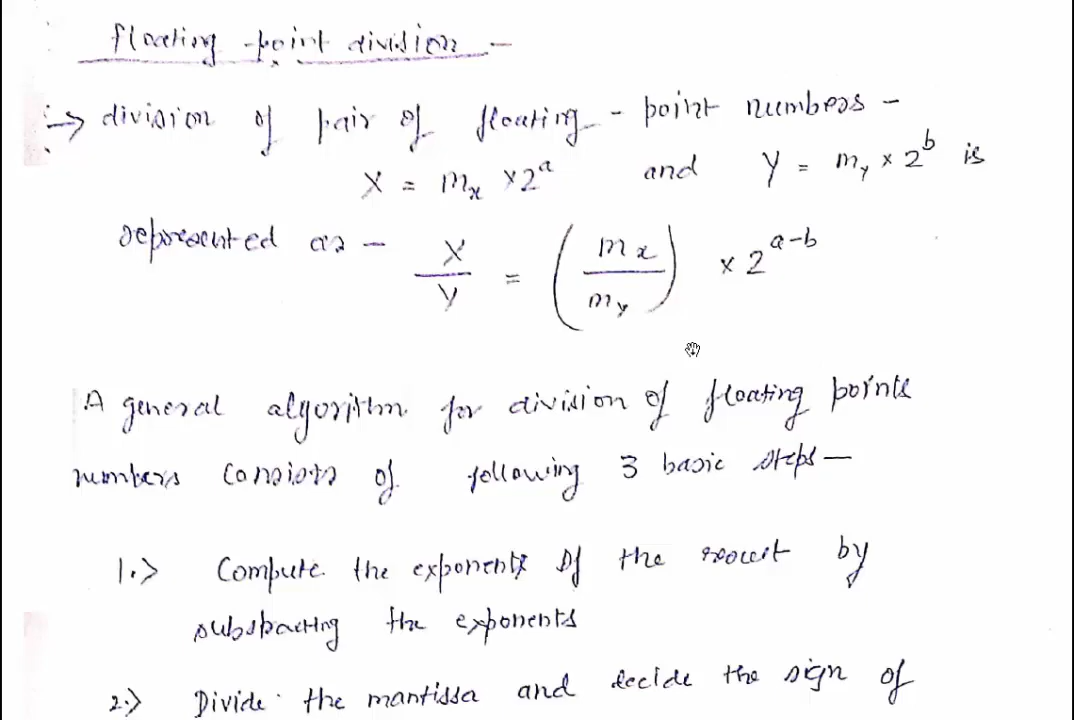 floating -point division -
:-> division of pair of floating - point numbers -
X = mx × 2^a and Y = my × 2^b is
represented as - X/Y = (mx/my) × 2^a-b
A general algorithm for division of floating points
numbers consists of following 3 basic steps -
1.> Compute the exponents of the result by
substracting the exponents
2.> Divide the mantissa and decide the sign of